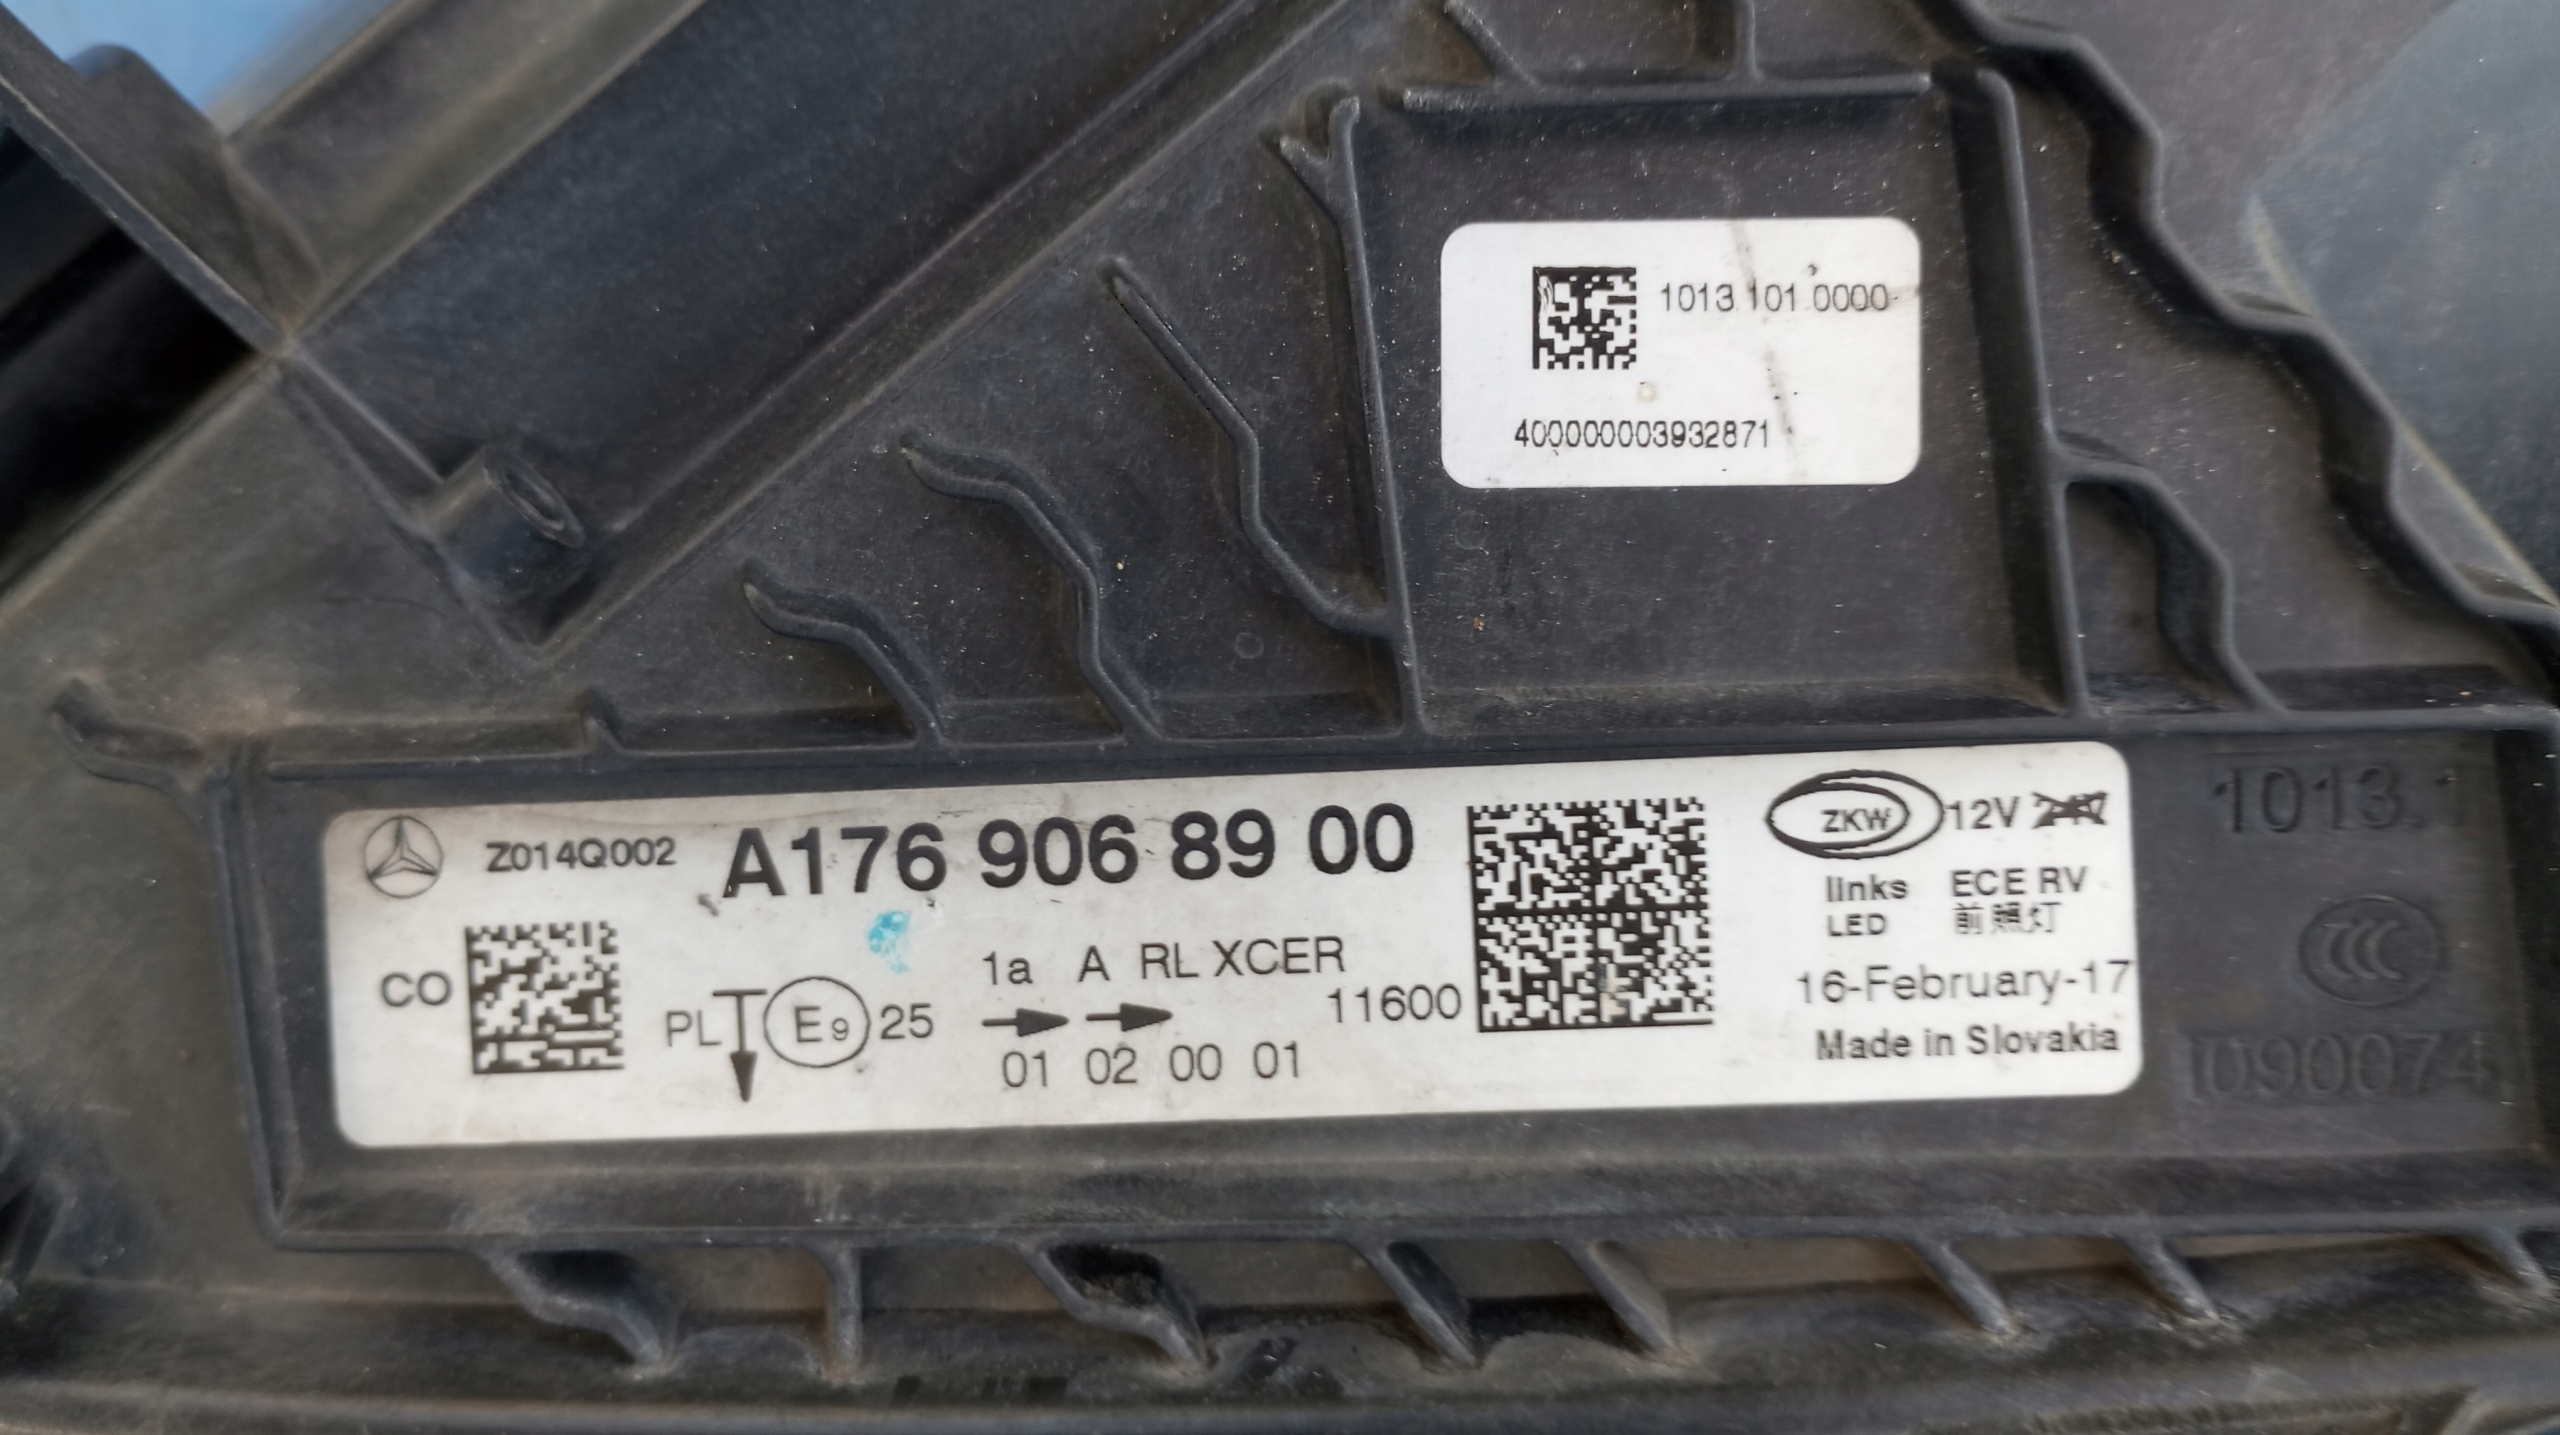 1013.101.0000
400000003932871
Z014Q002 A176 906 89 00
ZKW 12V
links ECE RV
LED 前照灯
CO
1a A RL XCER
PL E9 25 11600
01 02 00 01
16-February-17
Made in Slovakia
1013.1
CCC